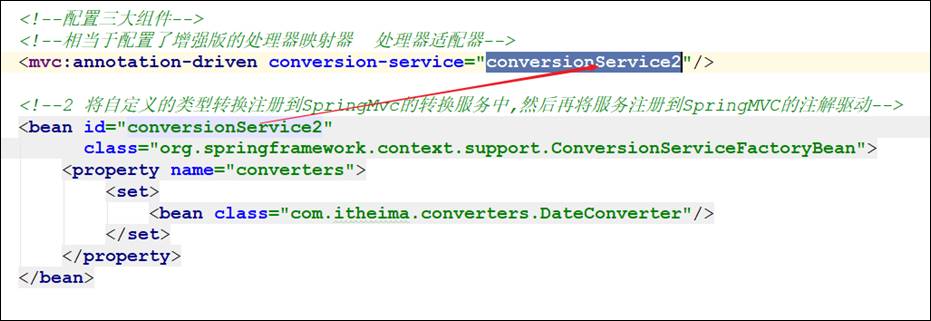 <!--配置三大组件-->
<!--相当于配置了增强版的处理器映射器  处理器适配器-->
<mvc:annotation-driven conversion-service="conversionService2"/>
<!--2 将自定义的类型转换注册到SpringMvc的转换服务中,然后再将服务注册到SpringMVC的注解驱动-->
<bean id="conversionService2"
class="org.springframework.context.support.ConversionServiceFactoryBean">
<property name="converters">
<set>
<bean class="com.itheima.converters.DateConverter"/>
</set>
</property>
</bean>